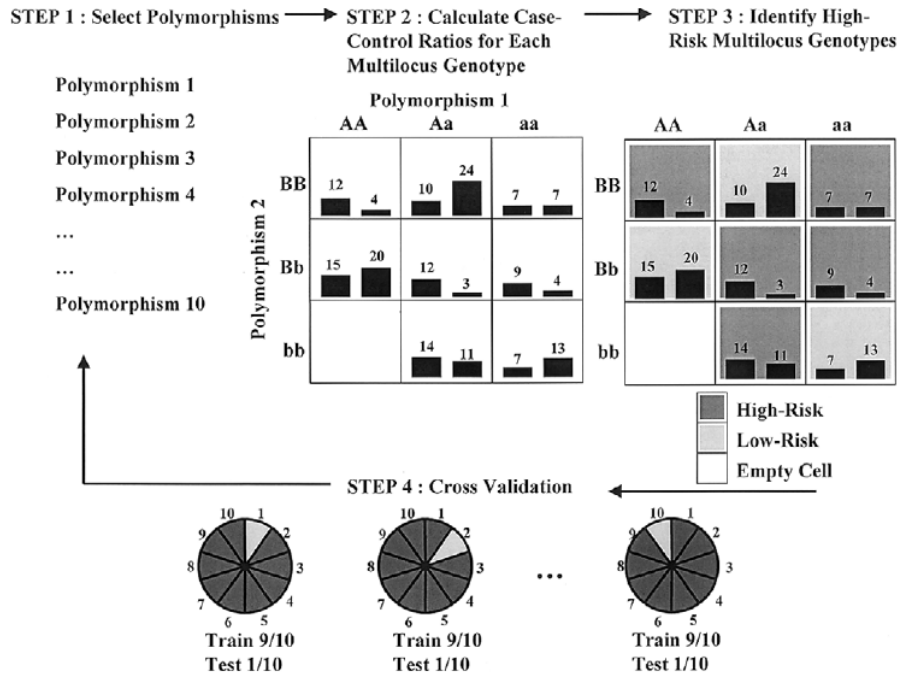 STEP 1 : Select Polymorphisms
STEP 2 : Calculate Case-
Control Ratios for Each
Multilocus Genotype
STEP 3 : Identify High-
Risk Multilocus Genotypes
Polymorphism 1
Polymorphism 2
Polymorphism 3
Polymorphism 4
...
...
Polymorphism 10
Polymorphism 1
AA Aa aa
Polymorphism 2
BB
12 4 10 24 7 7
Bb
15 20 12 3 9 4
bb
14 11 7 13
AA Aa aa
BB
12 4 10 24 7 7
Bb
15 20 12 3 9 4
bb
14 11 7 13
High-Risk
Low-Risk
Empty Cell
STEP 4 : Cross Validation
10 1
9 2
8 3
7 4
6 5
Train 9/10
Test 1/10
10 1
9 2
8 3
7 4
6 5
Train 9/10
Test 1/10
...
10 1
9 2
8 3
7 4
6 5
Train 9/10
Test 1/10